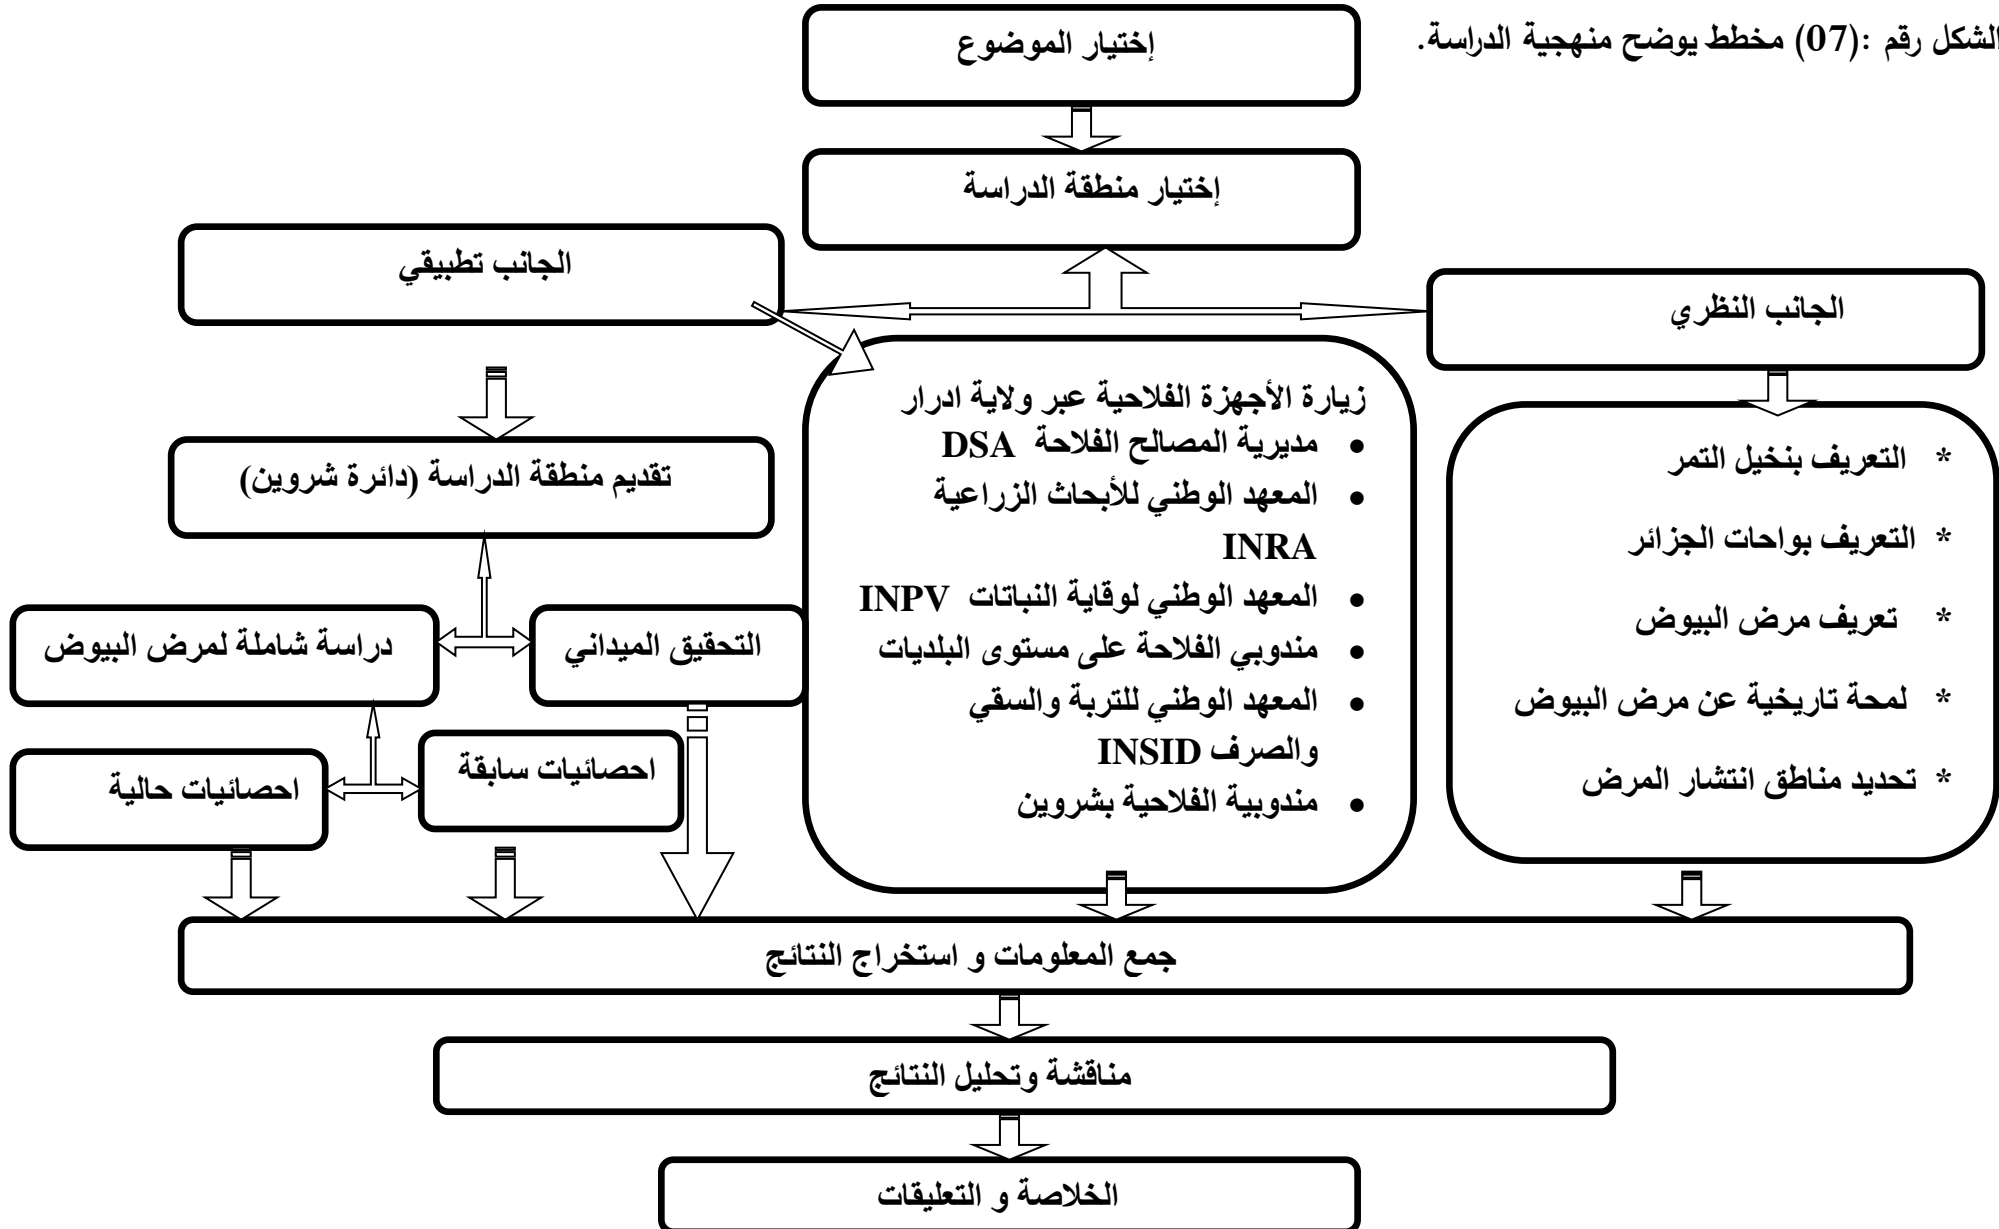 الشكل رقم :(07) مخطط يوضح منهجية الدراسة.
إختيار الموضوع
إختيار منطقة الدراسة
الجانب النظري
الجانب تطبيقي
* التعريف بنخيل التمر
* التعريف بواحات الجزائر
* تعريف مرض البيوض
* لمحة تاريخية عن مرض البيوض
* تحديد مناطق انتشار المرض
زيارة الأجهزة الفلاحية عبر ولاية ادرار
• مديرية المصالح الفلاحة DSA
• المعهد الوطني للأبحاث الزراعية
INRA
• المعهد الوطني لوقاية النباتات INPV
• مندوبي الفلاحة على مستوى البلديات
• المعهد الوطني للتربة والسقي
والصرف INSID
• مندوبية الفلاحية بشروين
تقديم منطقة الدراسة (دائرة شروين)
التحقيق الميداني
دراسة شاملة لمرض البيوض
احصائيات سابقة
احصائيات حالية
جمع المعلومات و استخراج النتائج
مناقشة وتحليل النتائج
الخلاصة و التعليقات